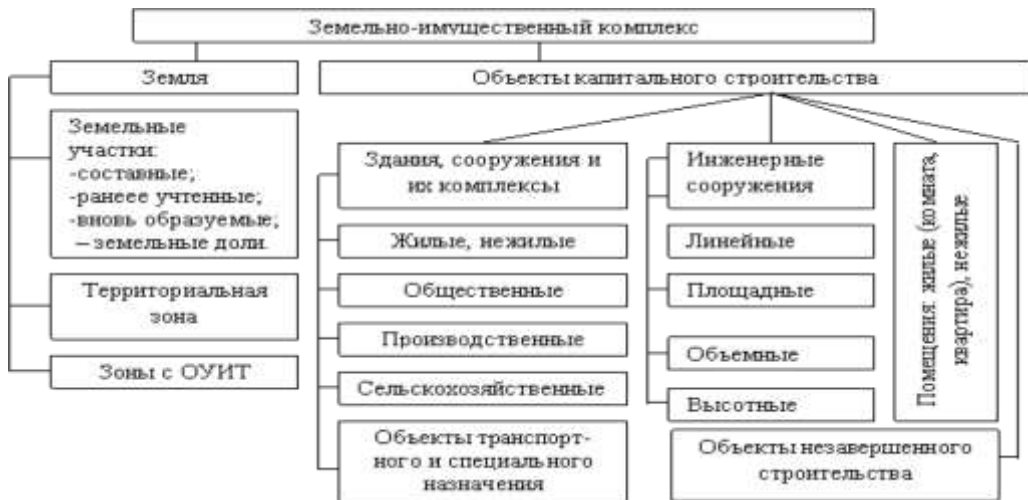 Земельно-имущественный комплекс
Земля
Объекты капитального строительства
Земельные
участки:
-составные;
-ранеее учтенные;
-вновь образуемые;
– земельные доли.
Территориальная
зона
Зоны с ОУИТ
Здания, сооружения и
их комплексы
Жилые, нежилые
Общественные
Производственные
Сельскохозяйственные
Объекты транспорт-
ного и специального
назначения
Инженерные
сооружения
Линейные
Площадные
Объемные
Высотные
Помещения: жилые (комната,
квартира), нежилые
Объекты незавершенного
строительства